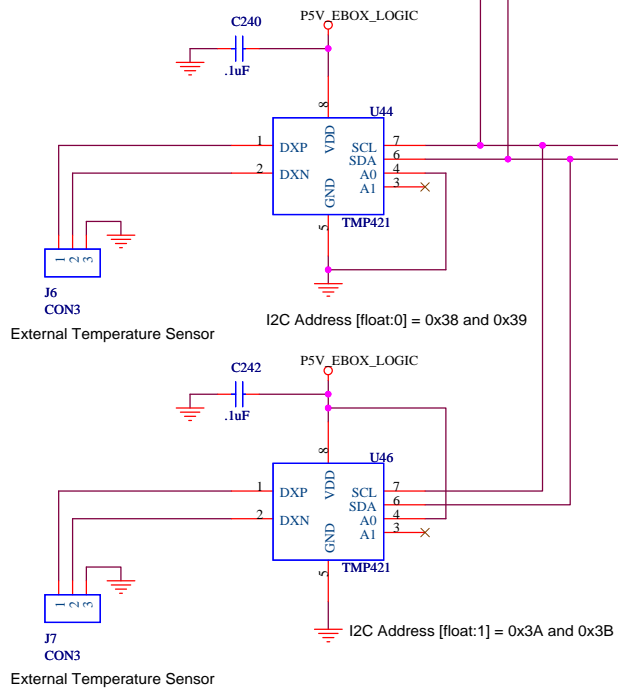 P5V_EBOX_LOGIC
C240
.1uF
U44
8
1
DXP
VDD
SCL
7
2
DXN
SDA
6
A0
4
A1
3
GND
5
TMP421
1
2
3
J6
CON3
I2C Address [float:0] = 0x38 and 0x39
External Temperature Sensor
P5V_EBOX_LOGIC
C242
.1uF
U46
8
1
DXP
VDD
SCL
7
2
DXN
SDA
6
A0
4
A1
3
GND
5
TMP421
1
2
3
J7
CON3
I2C Address [float:1] = 0x3A and 0x3B
External Temperature Sensor